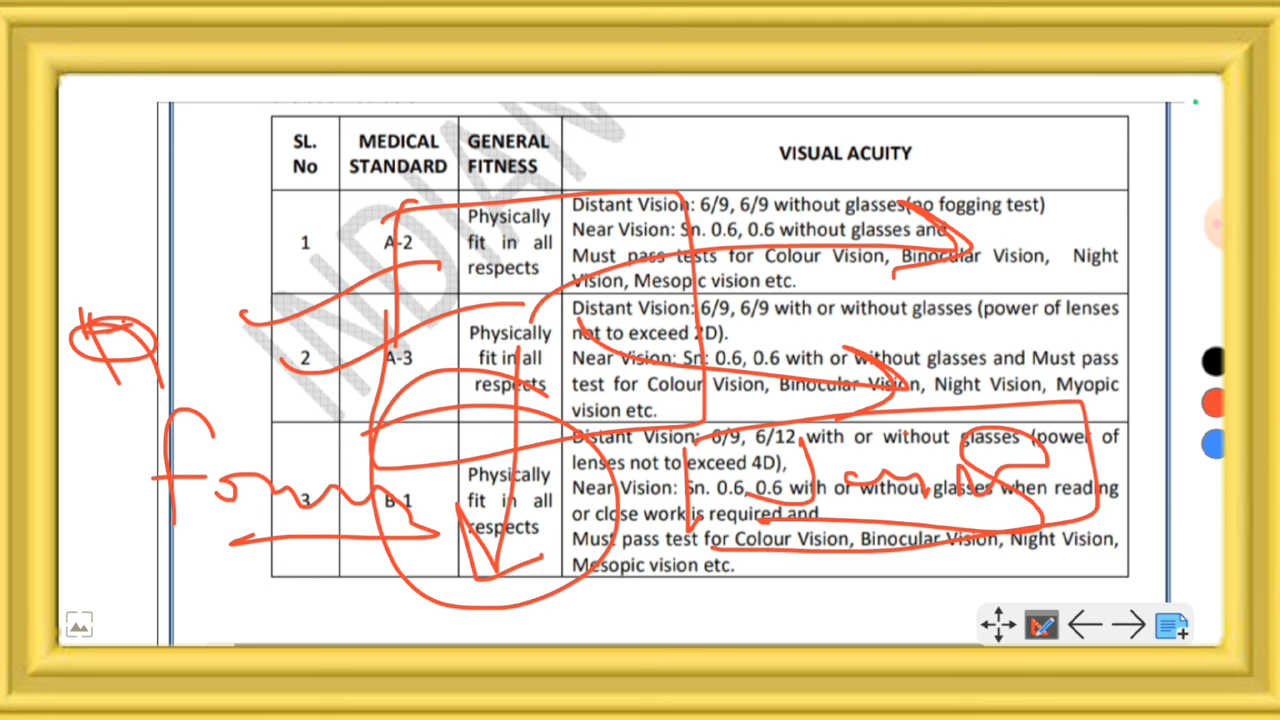 INDIAN
SL. No
MEDICAL STANDARD
GENERAL FITNESS
VISUAL ACUITY
1
A-2
Physically
fit in all
respects
Distant Vision: 6/9, 6/9 without glasses(no fogging test)
Near Vision: Sn. 0.6, 0.6 without glasses and
Must pass tests for Colour Vision, Binocular Vision, Night
Vision, Mesopic vision etc.
2
A-3
Physically
fit in all
respects
Distant Vision: 6/9, 6/9 with or without glasses (power of lenses
not to exceed 2D).
Near Vision: Sn: 0.6, 0.6 with or without glasses and Must pass
test for Colour Vision, Binocular Vision, Night Vision, Myopic
vision etc.
3
B-1
Physically
fit in all
respects
Distant Vision: 6/9, 6/12 with or without glasses (power of
lenses not to exceed 4D),
Near Vision: Sn. 0.6, 0.6 with or without glasses when reading
or close work is required and
Must pass test for Colour Vision, Binocular Vision, Night Vision,
Mesopic vision etc.